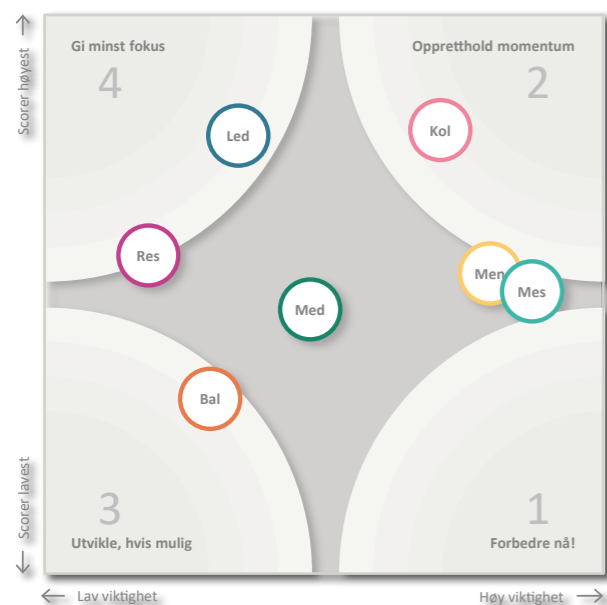 Scorer høyest
Gi minst fokus
4
Opprettholdt momentum
2
Led
Kol
Res
Men
Mes
Med
Bal
3
Utvikle, hvis mulig
1
Forbedre nå!
Scorer lavest
Lav viktighet
Høy viktighet